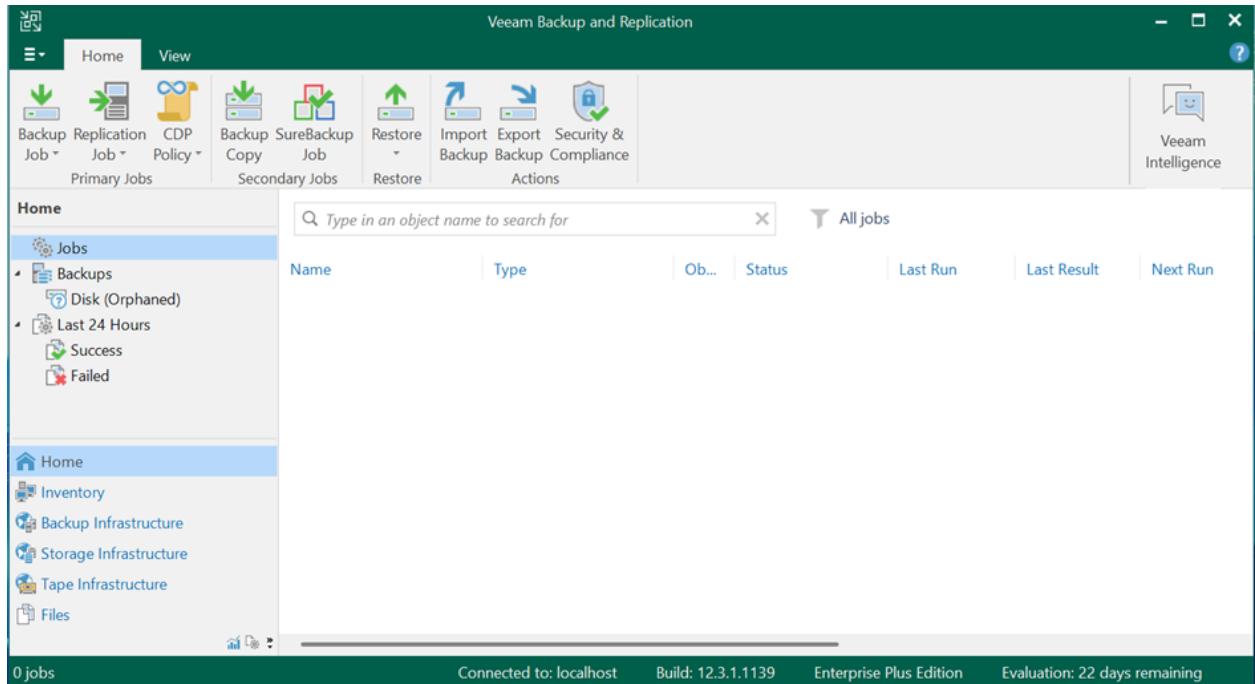 Veeam Backup and Replication
Home View
Backup Job
Replication Job
CDP Policy
Primary Jobs
Backup Copy
SureBackup Job
Secondary Jobs
Restore
Restore
Import Backup
Export Backup
Security & Compliance
Actions
Veeam Intelligence
Home
Type in an object name to search for
All jobs
Jobs
Backups
Disk (Orphaned)
Last 24 Hours
Success
Failed
Name Type Ob... Status Last Run Last Result Next Run
Home
Inventory
Backup Infrastructure
Storage Infrastructure
Tape Infrastructure
Files
0 jobs Connected to: localhost Build: 12.3.1.1139 Enterprise Plus Edition Evaluation: 22 days remaining